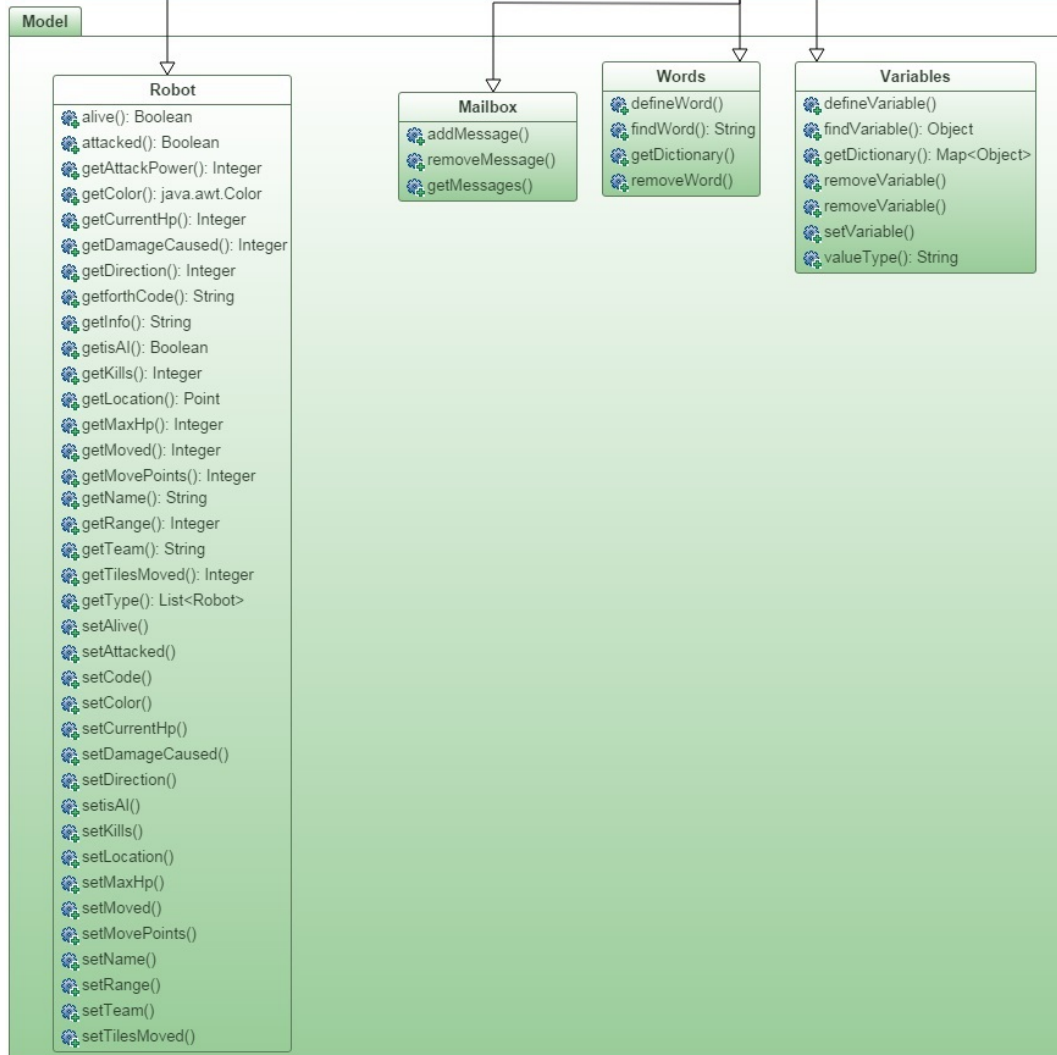 Model
Robot
alive(): Boolean
attacked(): Boolean
getAttackPower(): Integer
getColor(): java.awt.Color
getCurrentHp(): Integer
getDamageCaused(): Integer
getDirection(): Integer
getforthCode(): String
getInfo(): String
getisAI(): Boolean
getKills(): Integer
getLocation(): Point
getMaxHp(): Integer
getMoved(): Integer
getMovePoints(): Integer
getName(): String
getRange(): Integer
getTeam(): String
getTilesMoved(): Integer
getType(): List<Robot>
setAlive()
setAttacked()
setCode()
setColor()
setCurrentHp()
setDamageCaused()
setDirection()
setisAI()
setKills()
setLocation()
setMaxHp()
setMoved()
setMovePoints()
setName()
setRange()
setTeam()
setTilesMoved()
Mailbox
addMessage()
removeMessage()
getMessages()
Words
defineWord()
findWord(): String
getDictionary()
removeWord()
Variables
defineVariable()
findVariable(): Object
getDictionary(): Map<Object>
removeVariable()
removeVariable()
setVariable()
valueType(): String